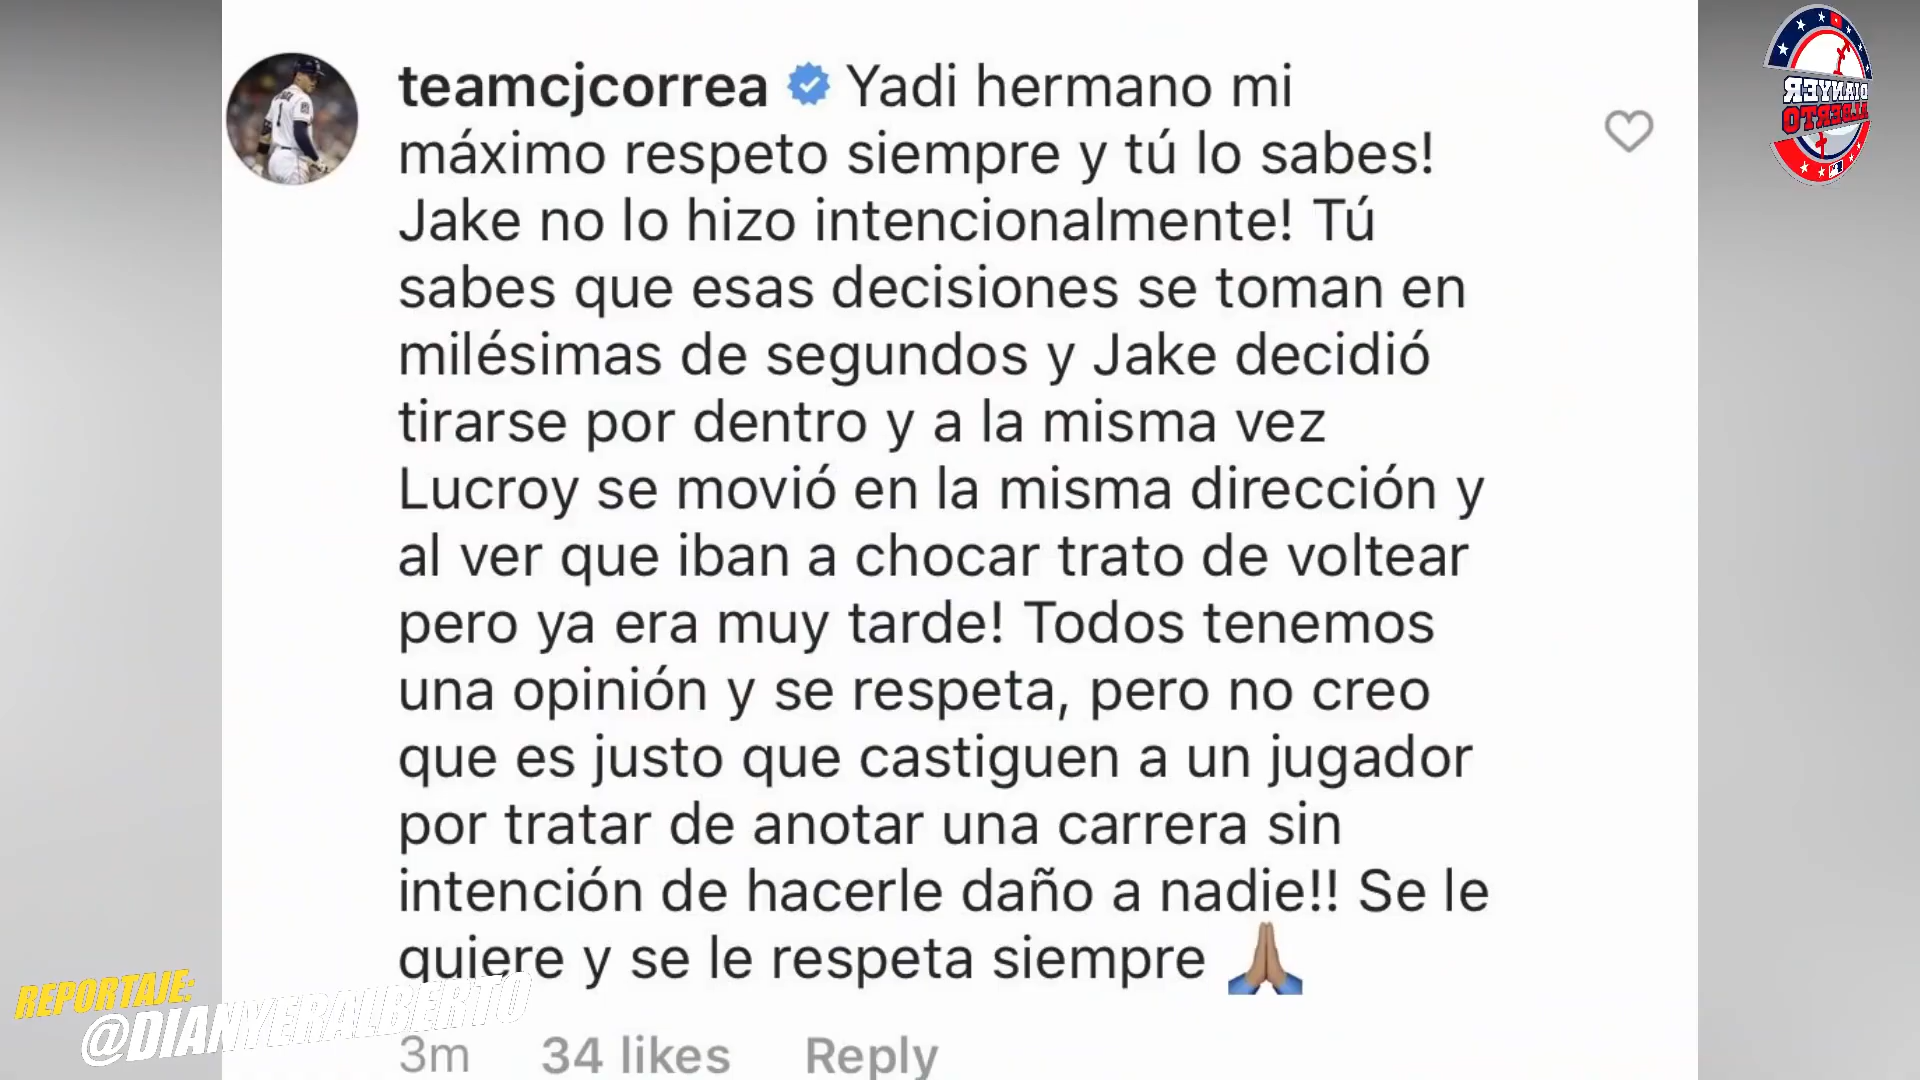 teamcjcorrea Yadi hermano mi
máximo respeto siempre y tú lo sabes!
Jake no lo hizo intencionalmente! Tú
sabes que esas decisiones se toman en
milésimas de segundos y Jake decidió
tirarse por dentro y a la misma vez
Lucroy se movió en la misma dirección y
al ver que iban a chocar trato de voltear
pero ya era muy tarde! Todos tenemos
una opinión y se respeta, pero no creo
que es justo que castiguen a un jugador
por tratar de anotar una carrera sin
intención de hacerle daño a nadie!! Se le
quiere y se le respeta siempre 🙏🏽
3m 34 likes Reply
REPORTAJE:
@DIANYERALBERTO
DIANYER
ALBERTO